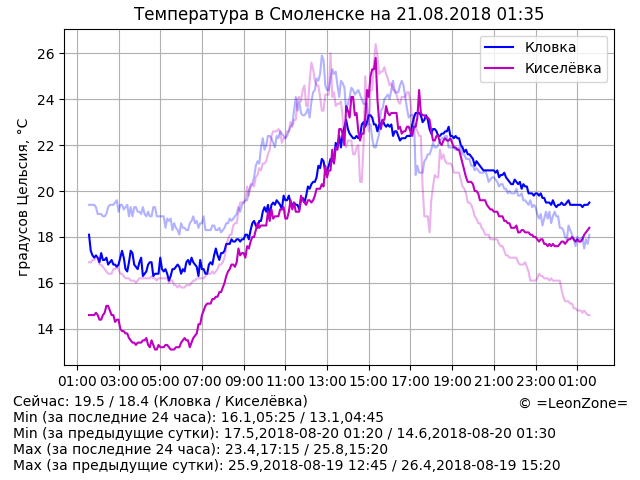 Температура в Смоленске на 21.08.2018 01:35
градусов Цельсия, °C
26
24
22
20
18
16
14
Кловка
Киселёвка
01:00 03:00 05:00 07:00 09:00 11:00 13:00 15:00 17:00 19:00 21:00 23:00 01:00
Сейчас: 19.5 / 18.4 (Кловка / Киселёвка)
© =LeonZone=
Min (за последние 24 часа): 16.1,05:25 / 13.1,04:45
Min (за предыдущие сутки): 17.5,2018-08-20 01:20 / 14.6,2018-08-20 01:30
Max (за последние 24 часа): 23.4,17:15 / 25.8,15:20
Max (за предыдущие сутки): 25.9,2018-08-19 12:45 / 26.4,2018-08-19 15:20